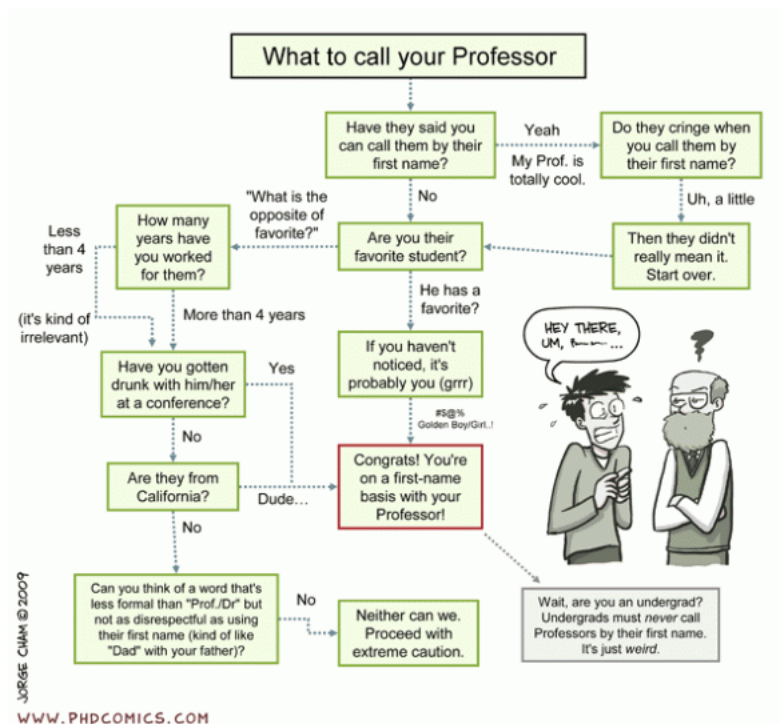 What to call your Professor
Have they said you
can call them by their
first name?
Yeah
My Prof. is
totally cool.
Do they cringe when
you call them by
their first name?
No
Uh, a little
Then they didn't
really mean it.
Start over.
Are you their
favorite student?
"What is the
opposite of
favorite?"
How many
years have
you worked
for them?
Less
than 4
years
(it's kind of
irrelevant)
More than 4 years
He has a
favorite?
If you haven't
noticed, it's
probably you (grrr)
#$@%
Golden Boy/Girl..!
Have you gotten
drunk with him/her
at a conference?
Yes
No
Are they from
California?
Dude...
Congrats! You're
on a first-name
basis with your
Professor!
No
Can you think of a word that's
less formal than "Prof./Dr" but
not as disrespectful as using
their first name (kind of like
"Dad" with your father)?
No
Neither can we.
Proceed with
extreme caution.
Wait, are you an undergrad?
Undergrads must never call
Professors by their first name.
It's just weird.
HEY THERE,
UM,
?
JORGE CHAM © 2009
WWW.PHDCOMICS.COM